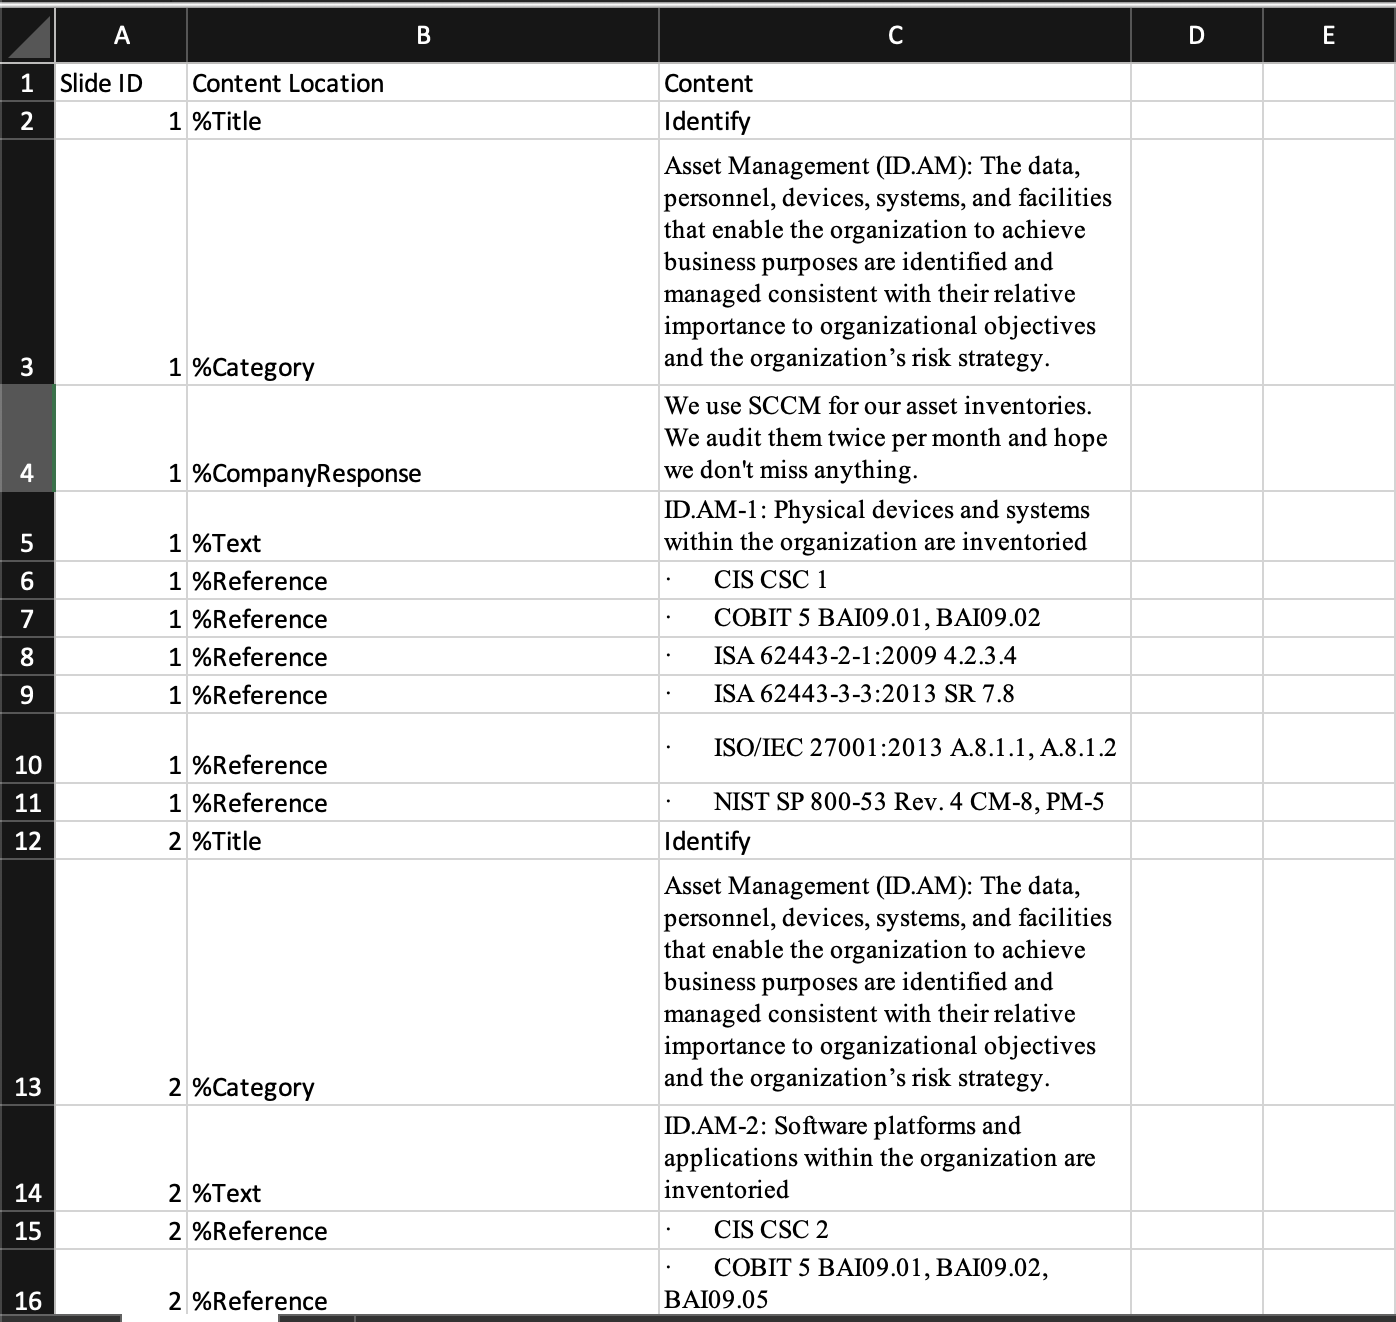 A B C D E
1 Slide ID Content Location Content
2 1 %Title Identify
Asset Management (ID.AM): The data,
personnel, devices, systems, and facilities
that enable the organization to achieve
business purposes are identified and
managed consistent with their relative
importance to organizational objectives
and the organization’s risk strategy.
3 1 %Category
We use SCCM for our asset inventories.
We audit them twice per month and hope
we don't miss anything.
4 1 %CompanyResponse
ID.AM-1: Physical devices and systems
within the organization are inventoried
5 1 %Text
6 1 %Reference · CIS CSC 1
7 1 %Reference · COBIT 5 BAI09.01, BAI09.02
8 1 %Reference · ISA 62443-2-1:2009 4.2.3.4
9 1 %Reference · ISA 62443-3-3:2013 SR 7.8
10 1 %Reference · ISO/IEC 27001:2013 A.8.1.1, A.8.1.2
11 1 %Reference · NIST SP 800-53 Rev. 4 CM-8, PM-5
12 2 %Title Identify
Asset Management (ID.AM): The data,
personnel, devices, systems, and facilities
that enable the organization to achieve
business purposes are identified and
managed consistent with their relative
importance to organizational objectives
and the organization’s risk strategy.
13 2 %Category
ID.AM-2: Software platforms and
applications within the organization are
inventoried
14 2 %Text
15 2 %Reference · CIS CSC 2
· COBIT 5 BAI09.01, BAI09.02,
BAI09.05
16 2 %Reference